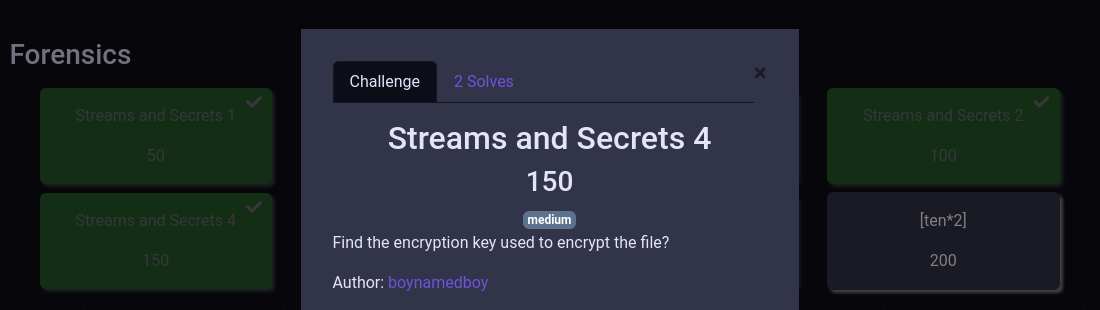 Forensics
Challenge
2 Solves
×
Streams and Secrets 1
50
Streams and Secrets 2
100
Streams and Secrets 4
150
medium
Find the encryption key used to encrypt the file?
Author: boynamedboy
Streams and Secrets 4
150
[ten*2]
200